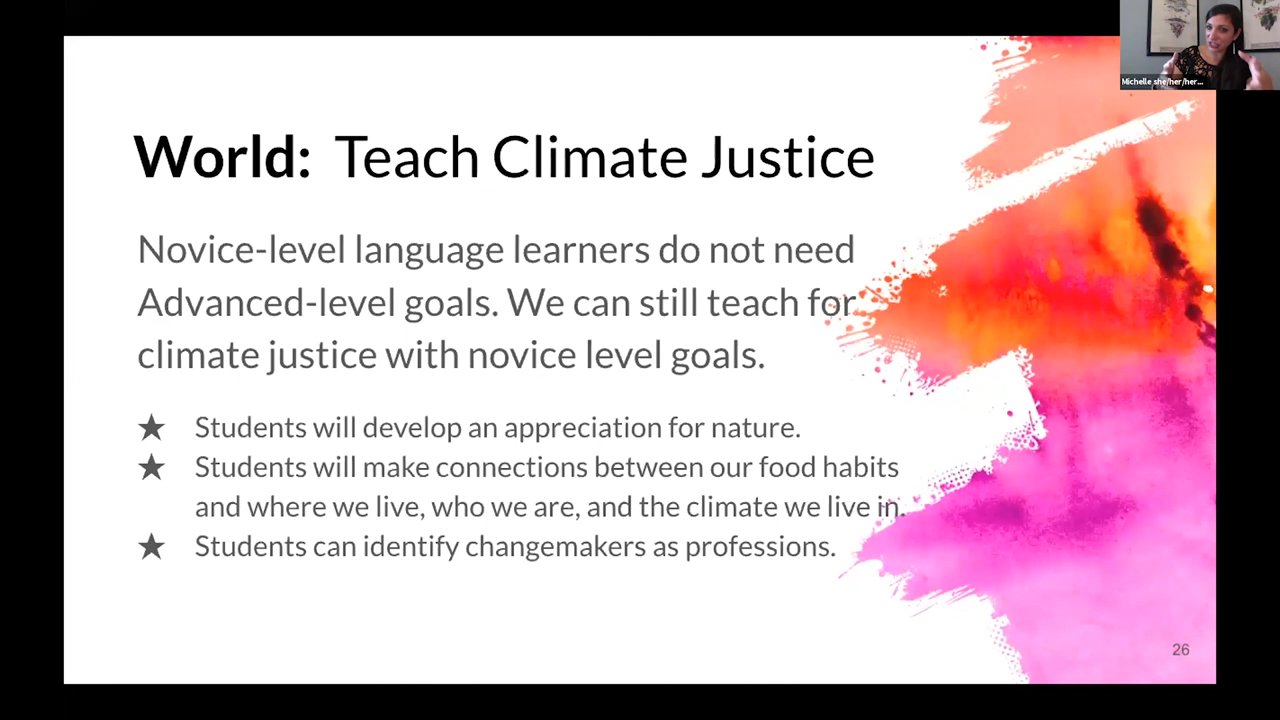 Michelle she/her/her...
World: Teach Climate Justice
Novice-level language learners do not need
Advanced-level goals. We can still teach for
climate justice with novice level goals.
★ Students will develop an appreciation for nature.
★ Students will make connections between our food habits
and where we live, who we are, and the climate we live in.
★ Students can identify changemakers as professions.
26